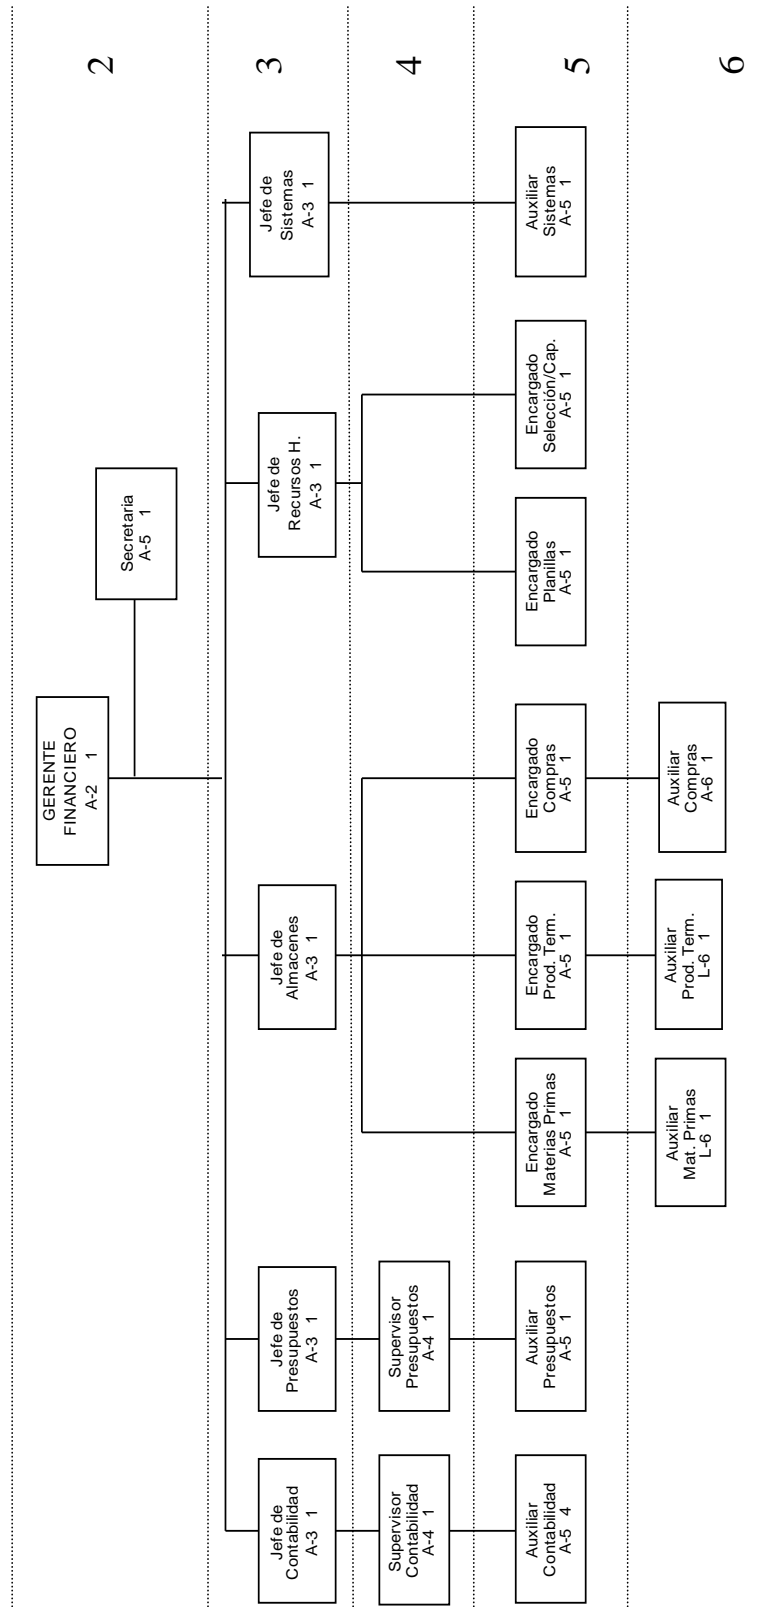 2
GERENTE
FINANCIERO
A-2 1
Secretaria
A-5 1
3
Jefe de
Contabilidad
A-3 1
Jefe de
Presupuestos
A-3 1
Jefe de
Almacenes
A-3 1
Jefe de
Recursos H.
A-3 1
Jefe de
Sistemas
A-3 1
4
Supervisor
Contabilidad
A-4 1
Supervisor
Presupuestos
A-4 1
5
Auxiliar
Contabilidad
A-5 4
Auxiliar
Presupuestos
A-5 1
Encargado
Materias Primas
A-5 1
Encargado
Prod. Term.
A-5 1
Encargado
Compras
A-5 1
Encargado
Planillas
A-5 1
Encargado
Selección/Cap.
A-5 1
Auxiliar
Sistemas
A-5 1
6
Auxiliar
Mat. Primas
L-6 1
Auxiliar
Prod. Term.
L-6 1
Auxiliar
Compras
A-6 1